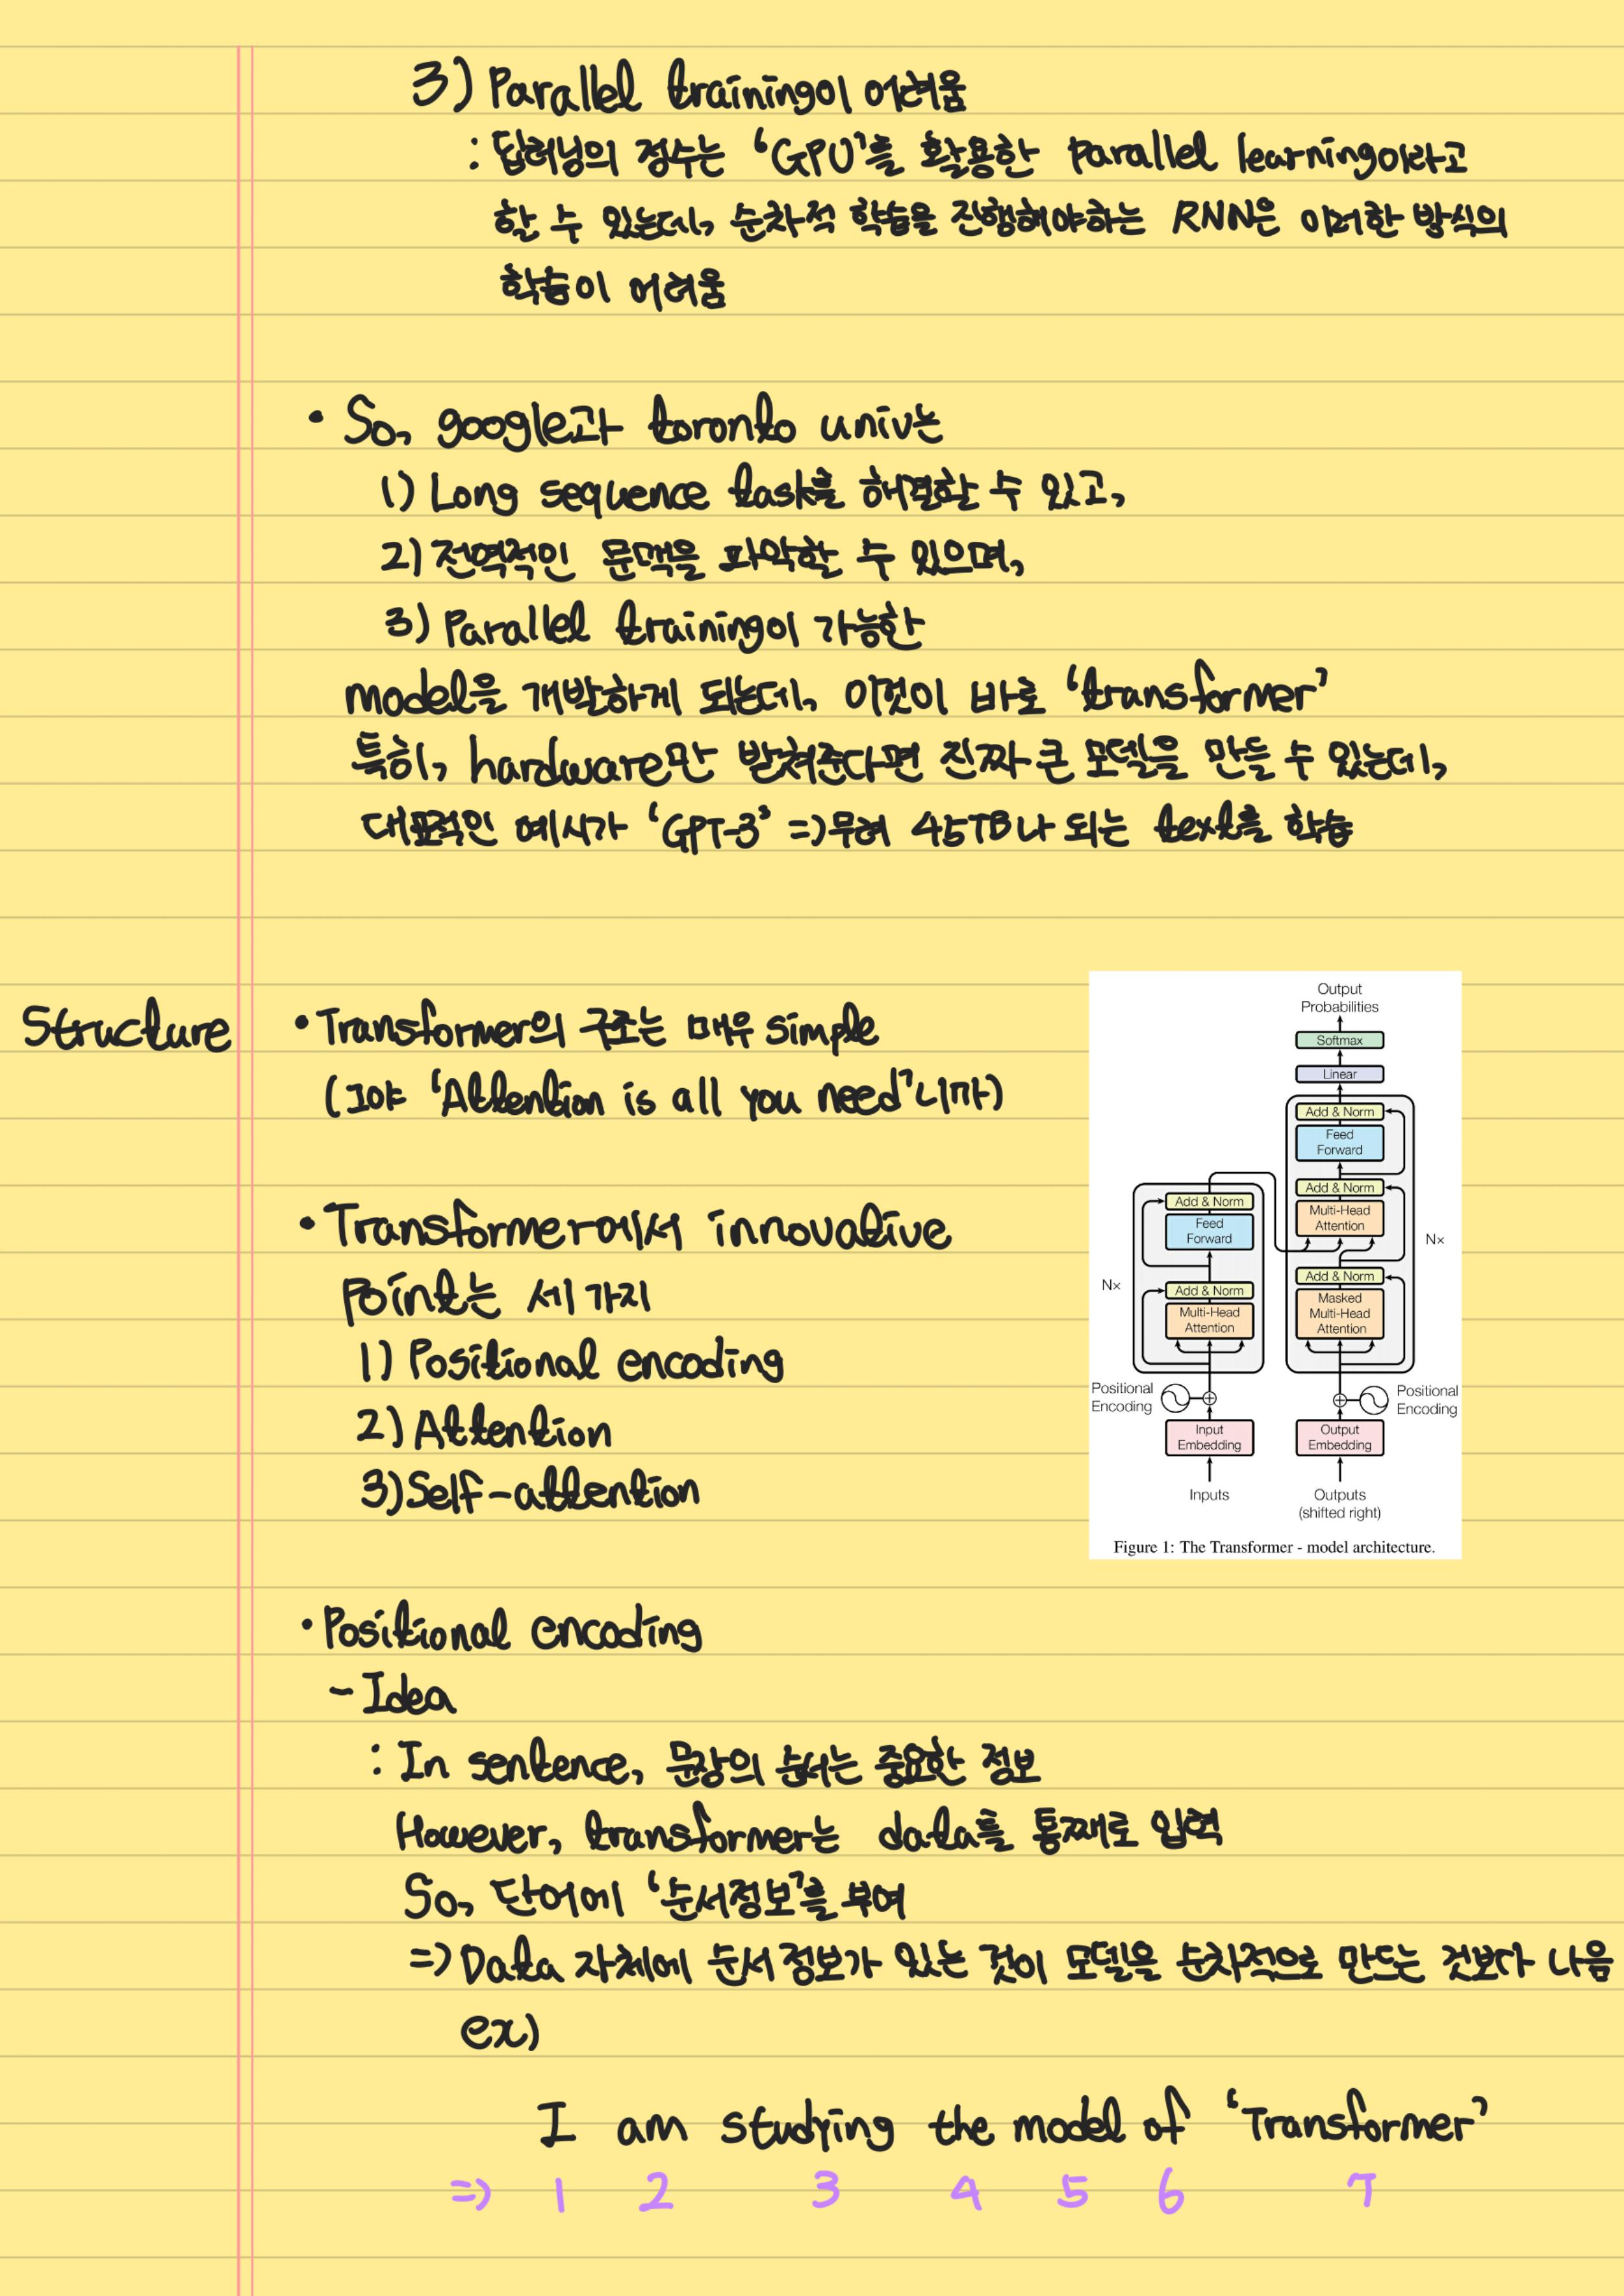 3) Parallel training이 어려움
: 딥러닝의 정수는 'GPU'를 활용한 parallel learning이라고
할 수 있는데, 순차적 학습을 진행해야하는 RNN은 이러한 방식의
학습이 어려움
• So, google과 toronto univ는
1) Long sequence task를 해결할 수 있고,
2) 전역적인 문맥을 파악할 수 있으며,
3) Parallel training이 가능한
model을 개발하게 되는데, 이것이 바로 'transformer'
특히, hardware만 받쳐준다면 진짜 큰 모델을 만들 수 있는데,
대표적인 예시가 'GPT-3' => 무려 45TB나 되는 text를 학습
Structure
• Transformer의 구조는 매우 simple
(그야 'Attention is all you need'니까)
• Transformer에서 innovative
point는 세 가지
1) Positional encoding
2) Attention
3) Self-attention
Output
Probabilities
Softmax
Linear
Add & Norm
Feed
Forward
Add & Norm
Multi-Head
Attention
Nx
Add & Norm
Masked
Multi-Head
Attention
Add & Norm
Feed
Forward
Nx
Add & Norm
Multi-Head
Attention
Positional
Encoding
Positional
Encoding
Input
Embedding
Output
Embedding
Inputs
Outputs
(shifted right)
Figure 1: The Transformer - model architecture.
• Positional encoding
- Idea
: In sentence, 문장의 순서는 중요한 정보
However, transformer는 data를 통째로 입력
So, 단어에 '순서정보'를 부여
=> Data 자체에 순서 정보가 있는 것이 모델을 순차적으로 만드는 것보다 나음
ex)
I am studying the model of 'Transformer'
=> 1 2 3 4 5 6 7